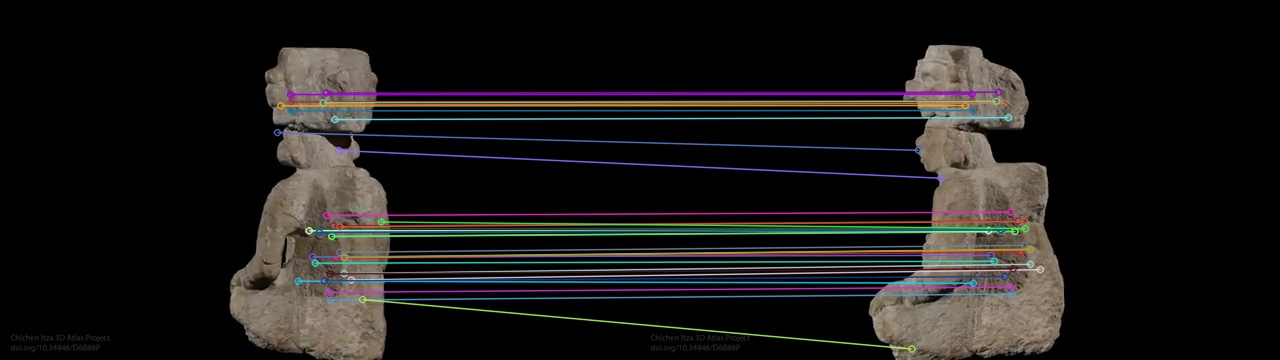 Chichen Itza 3D Atlas Project
doi.org/10.34946/D6B88P
Chichen Itza 3D Atlas Project
doi.org/10.34946/D6B88P